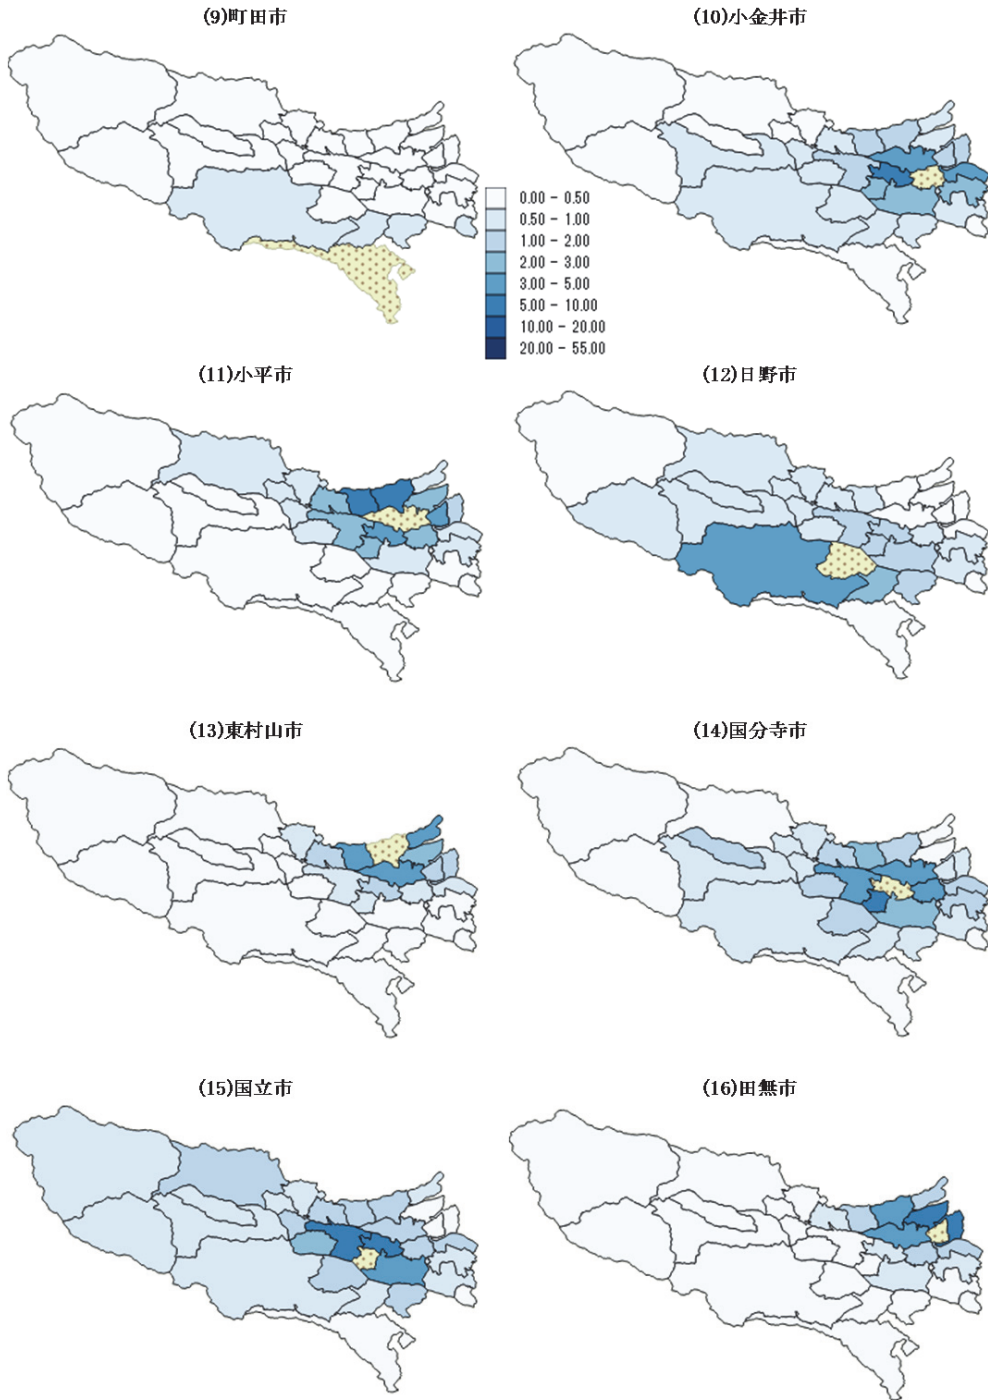 (9)町田市
(10)小金井市
0.00 - 0.50
0.50 - 1.00
1.00 - 2.00
2.00 - 3.00
3.00 - 5.00
5.00 - 10.00
10.00 - 20.00
20.00 - 55.00
(11)小平市
(12)日野市
(13)東村山市
(14)国分寺市
(15)国立市
(16)田無市